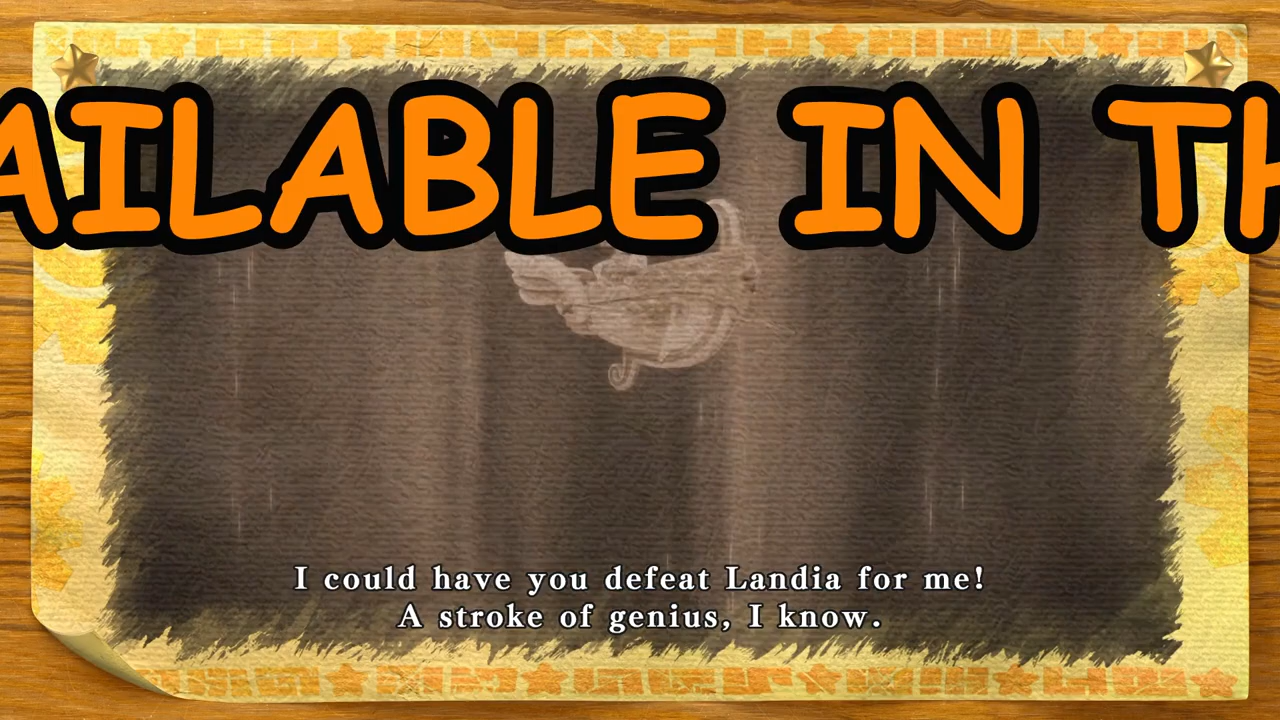 AILABLE IN TH
I could have you defeat Landia for me!
A stroke of genius, I know.